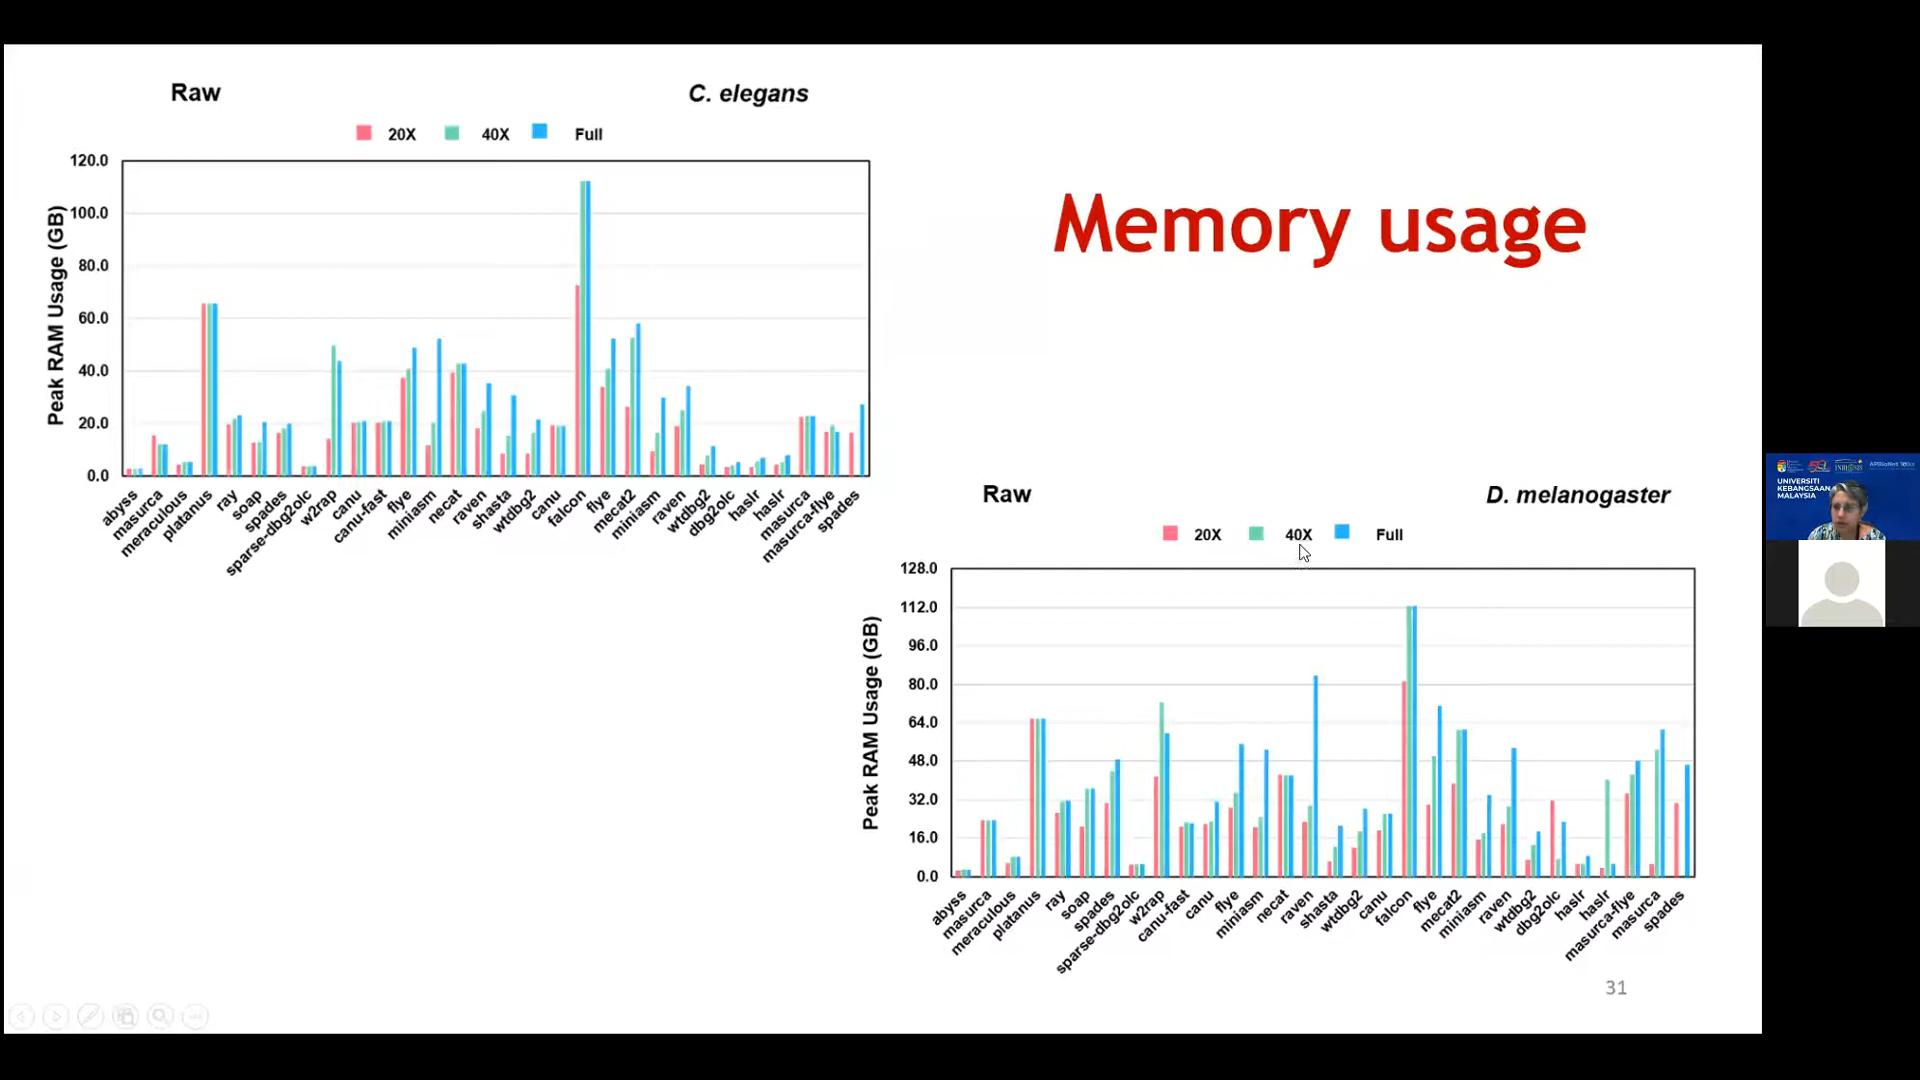 Raw
C. elegans
20X 40X Full
Peak RAM Usage (GB)
120.0
100.0
80.0
60.0
40.0
20.0
0.0
abyss
masurca
meraculous
platanus
ray
soap
spades
sparse-dbg2olc
w2rap
canu
canu-fast
flye
miniasm
necat
raven
shasta
wtdbg2
canu
falcon
flye
mecat2
miniasm
raven
wtdbg2
dbg2olc
haslr
haslr
masurca
masurca-flye
spades
Memory usage
Raw
D. melanogaster
20X 40X Full
Peak RAM Usage (GB)
128.0
112.0
96.0
80.0
64.0
48.0
32.0
16.0
0.0
abyss
masurca
meraculous
platanus
ray
soap
spades
sparse-dbg2olc
w2rap
canu-fast
canu
flye
miniasm
necat
raven
shasta
wtdbg2
canu
falcon
flye
mecat2
miniasm
raven
wtdbg2
dbg2olc
haslr
haslr
masurca-flye
masurca
spades
31
UNIVERSITI
KEBANGSAAN
MALAYSIA